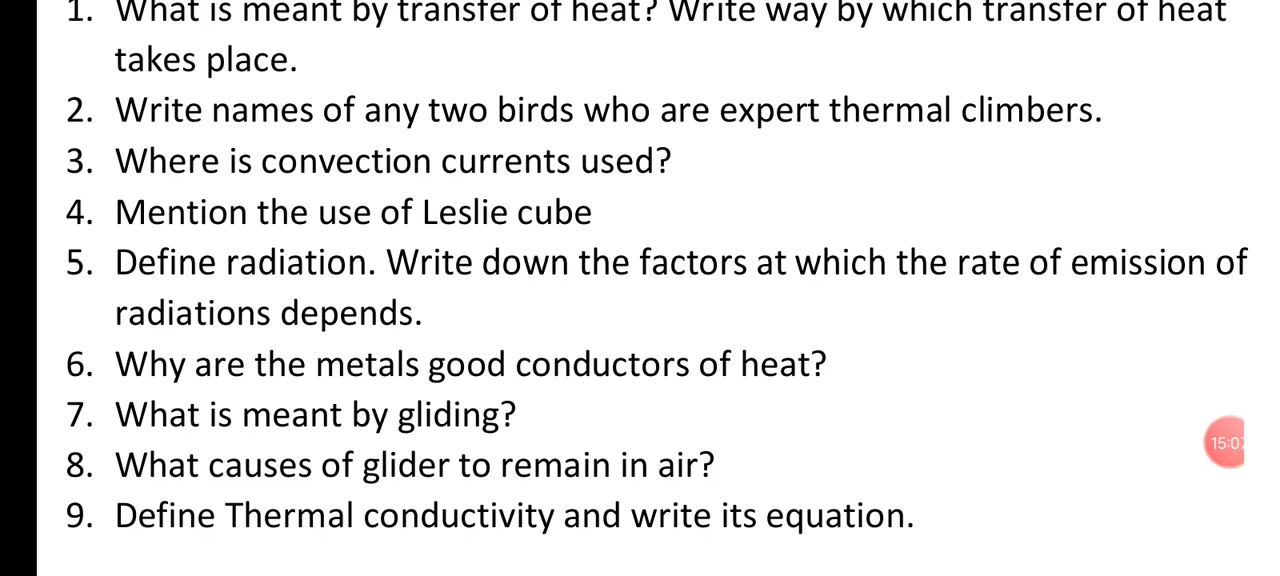 1. What is meant by transfer of heat? Write way by which transfer of heat
takes place.
2. Write names of any two birds who are expert thermal climbers.
3. Where is convection currents used?
4. Mention the use of Leslie cube
5. Define radiation. Write down the factors at which the rate of emission of
radiations depends.
6. Why are the metals good conductors of heat?
7. What is meant by gliding?
15:07
8. What causes of glider to remain in air?
9. Define Thermal conductivity and write its equation.